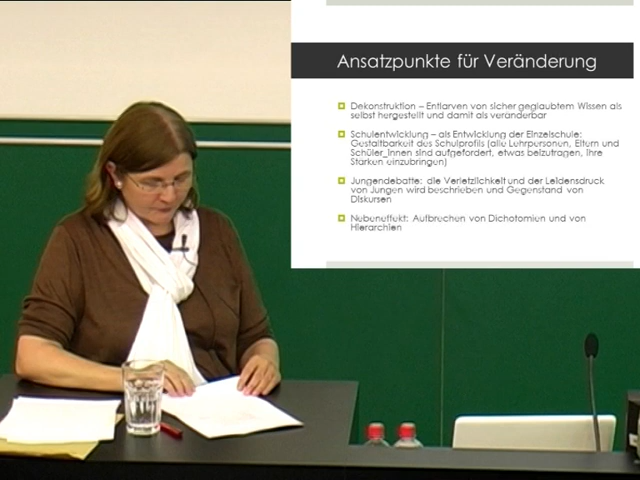 Ansatzpunkte für Veränderung
Dekonstruktion – Entlarven von sicher geglaubtem Wissen als
selbst hergestellt und damit als veränderbar
Schulentwicklung – als Entwicklung der Einzelschule:
Gestaltbarkeit des Schulprofils (alle Lehrpersonen, Eltern und
Schüler_innen sind aufgefordert, etwas beizutragen, ihre
Stärken einzubringen)
Jungendebatte: die Verletzlichkeit und der Leidensdruck
von Jungen wird beschrieben und Gegenstand von
Diskursen
Nebeneffekt: Aufbrechen von Dichotomien und von
Hierarchien